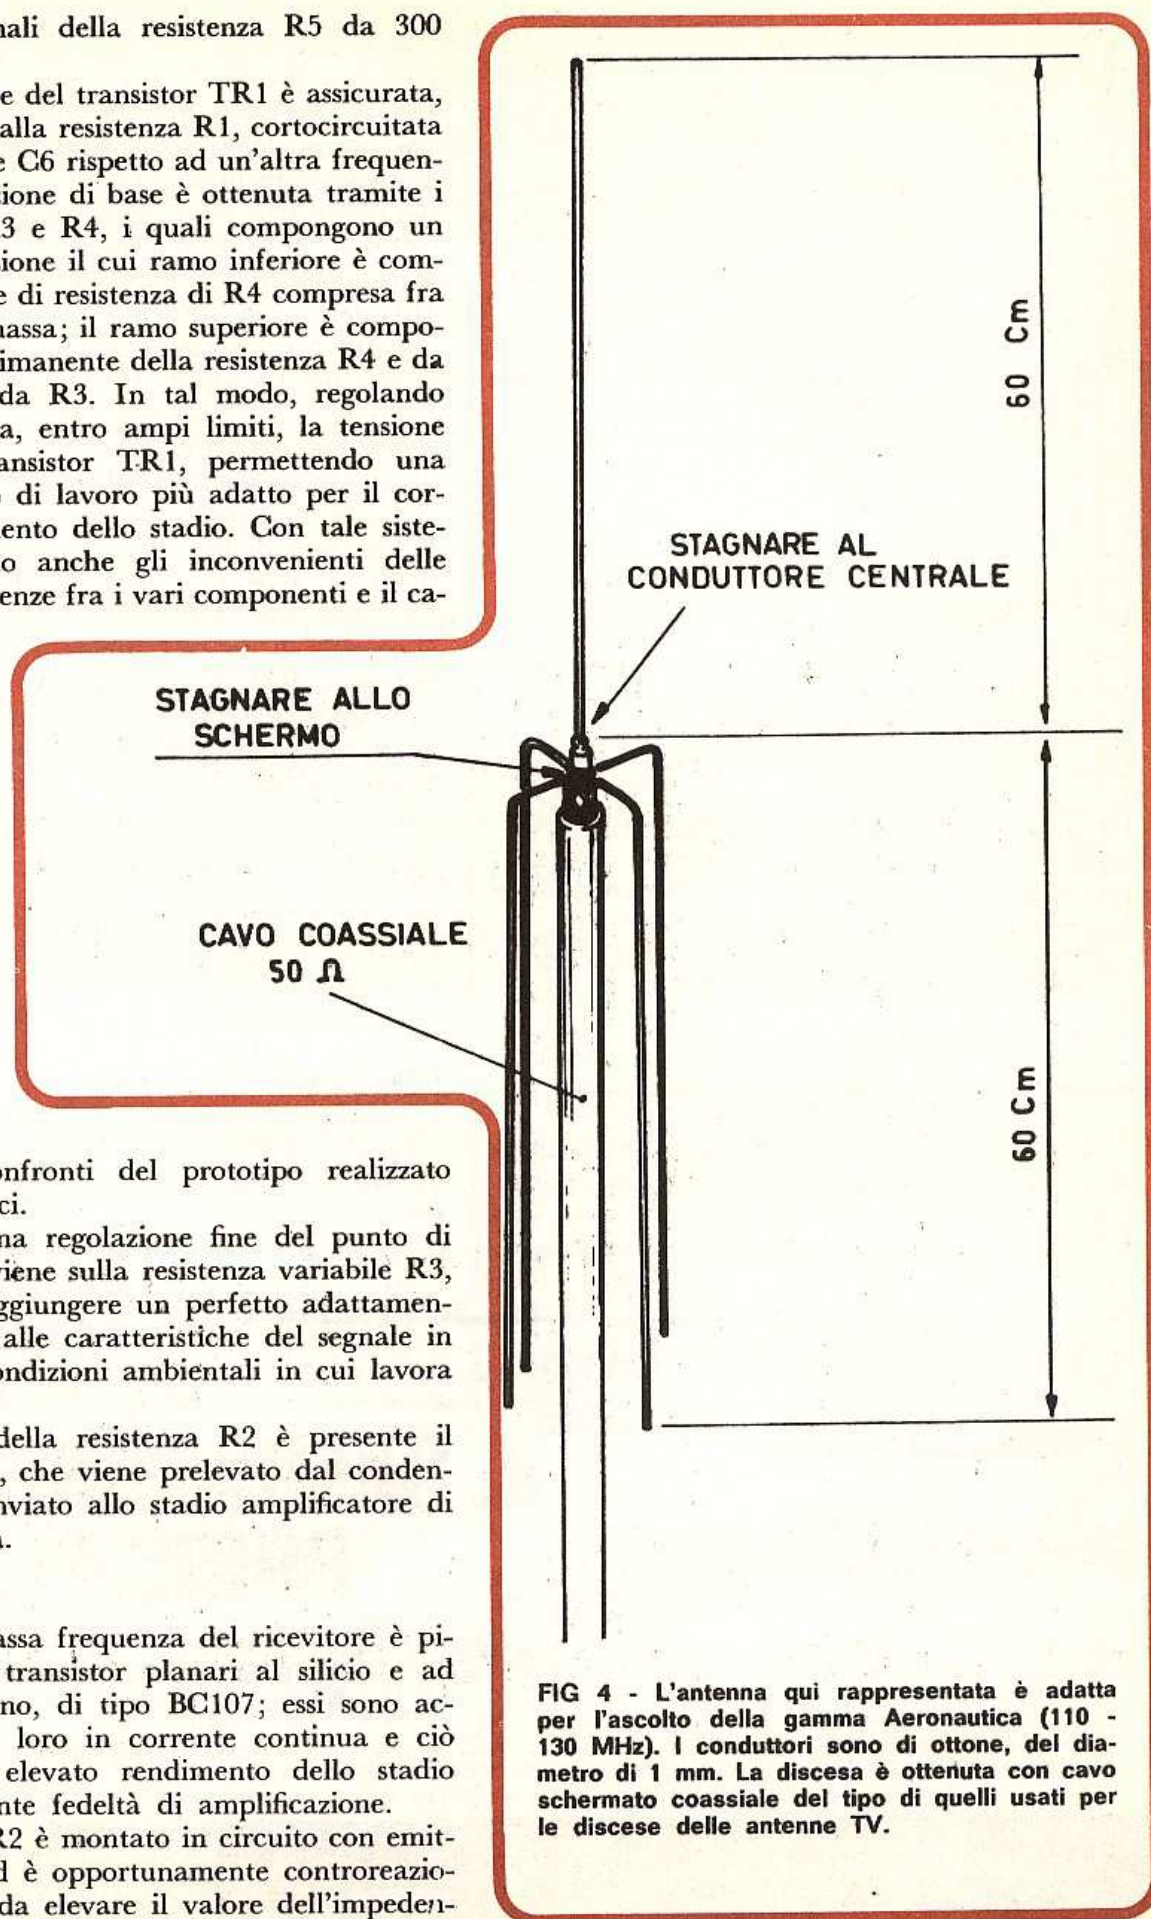 nali della resistenza R5 da 300
e del transistor TR1 è assicurata,
alla resistenza R1, cortocircuitata
e C6 rispetto ad un'altra frequen-
zione di base è ottenuta tramite i
R3 e R4, i quali compongono un
sione il cui ramo inferiore è com-
e di resistenza di R4 compresa fra
massa; il ramo superiore è compo-
rimanente della resistenza R4 e da
da R3. In tal modo, regolando
a, entro ampi limiti, la tensione
ransistor TR1, permettendo una
di lavoro più adatto per il cor-
mento dello stadio. Con tale siste-
o anche gli inconvenienti delle
enze fra i vari componenti e il ca-
60 Cm
STAGNARE AL
CONDUTTORE CENTRALE
STAGNARE ALLO
SCHERMO
CAVO COASSIALE
50 Ω
60 Cm
onfronti del prototipo realizzato
ci.
na regolazione fine del punto di
viene sulla resistenza variabile R3,
aggiungere un perfetto adattamen-
alle caratteristiche del segnale in
ondizioni ambientali in cui lavora
della resistenza R2 è presente il
, che viene prelevato dal conden-
nviato allo stadio amplificatore di
a.
assa frequenza del ricevitore è pi-
transistor planari al silicio e ad
no, di tipo BC107; essi sono ac-
loro in corrente continua e ciò
elevato rendimento dello stadio
nte fedeltà di amplificazione.
R2 è montato in circuito con emit-
d è opportunamente controreazio-
da elevare il valore dell'impeden-
FIG 4 - L'antenna qui rappresentata è adatta
per l'ascolto della gamma Aeronautica (110 -
130 MHz). I conduttori sono di ottone, del dia-
metro di 1 mm. La discesa è ottenuta con cavo
schermato coassiale del tipo di quelli usati per
le discese delle antenne TV.